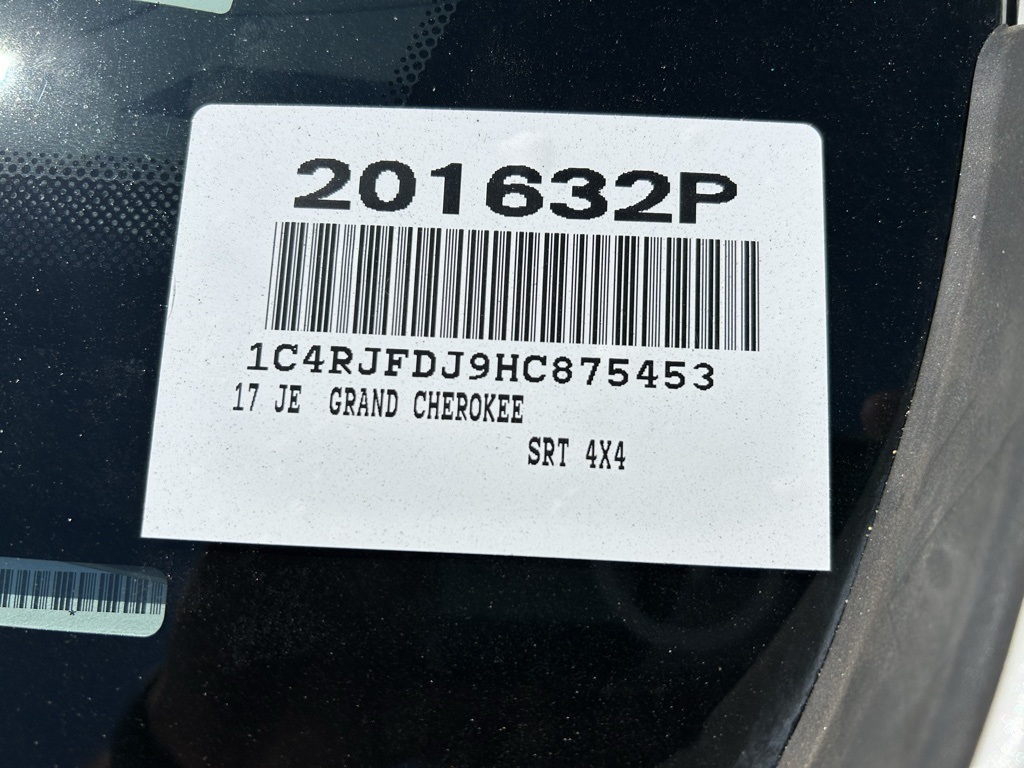 201632P
1C4RJFDJ9HC875453
17 JE GRAND CHEROKEE
SRT 4X4